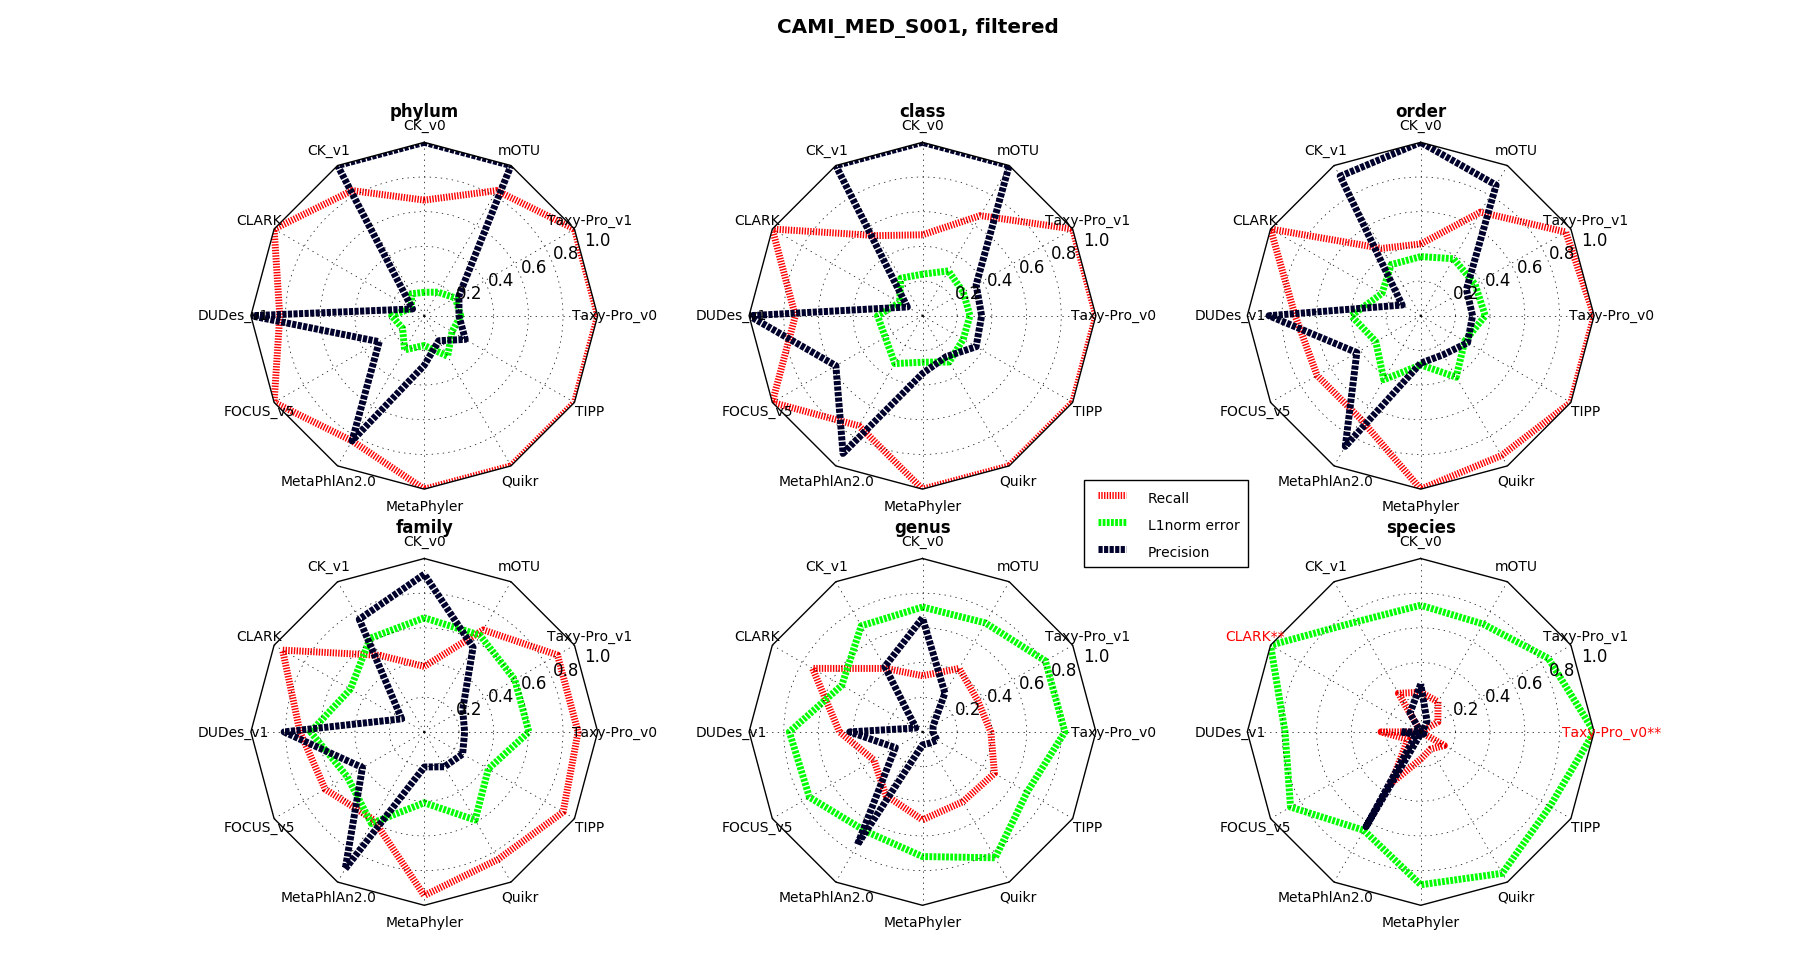 CAMI_MED_S001, filtered
phylum
CK_v0
mOTU
Taxy-Pro_v1
Taxy-Pro_v0
TIPP
Quikr
MetaPhyler
MetaPhlAn2.0
FOCUS_v5
DUDes_v1
CLARK
CK_v1
0.2
0.4
0.6
0.8
1.0
class
CK_v0
mOTU
Taxy-Pro_v1
Taxy-Pro_v0
TIPP
Quikr
MetaPhyler
MetaPhlAn2.0
FOCUS_v5
DUDes_v1
CLARK
CK_v1
0.2
0.4
0.6
0.8
1.0
order
CK_v0
mOTU
Taxy-Pro_v1
Taxy-Pro_v0
TIPP
Quikr
MetaPhyler
MetaPhlAn2.0
FOCUS_v5
DUDes_v1
CLARK
CK_v1
0.2
0.4
0.6
0.8
1.0
Recall
L1norm error
Precision
family
CK_v0
mOTU
Taxy-Pro_v1
Taxy-Pro_v0
TIPP
Quikr
MetaPhyler
MetaPhlAn2.0
FOCUS_v5
DUDes_v1
CLARK
CK_v1
0.2
0.4
0.6
0.8
1.0
genus
CK_v0
mOTU
Taxy-Pro_v1
Taxy-Pro_v0
TIPP
Quikr
MetaPhyler
MetaPhlAn2.0
FOCUS_v5
DUDes_v1
CLARK
CK_v1
0.2
0.4
0.6
0.8
1.0
species
CK_v0
mOTU
Taxy-Pro_v1
Taxy-Pro_v0**
TIPP
Quikr
MetaPhyler
MetaPhlAn2.0
FOCUS_v5
DUDes_v1
CLARK**
CK_v1
0.2
0.4
0.6
0.8
1.0